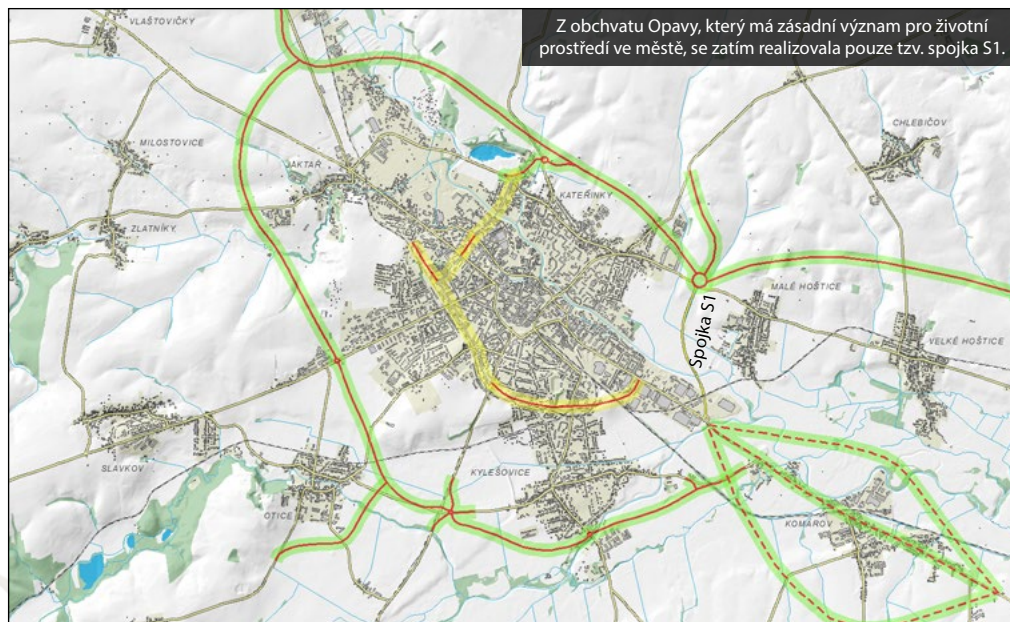 Z obchvatu Opavy, který má zásadní význam pro životní
prostředí ve městě, se zatím realizovala pouze tzv. spojka S1.
VLAŠTOVIČKY
CHLEBIČOV
MILOSTOVICE
JAKTAŘ
KATEŘINKY
ZLATNÍKY
MALÉ HOŠTICE
Spojka S1
VELKÉ HOŠTICE
SLAVKOV
KYLEŠOVICE
OTICE
KOMÁROV